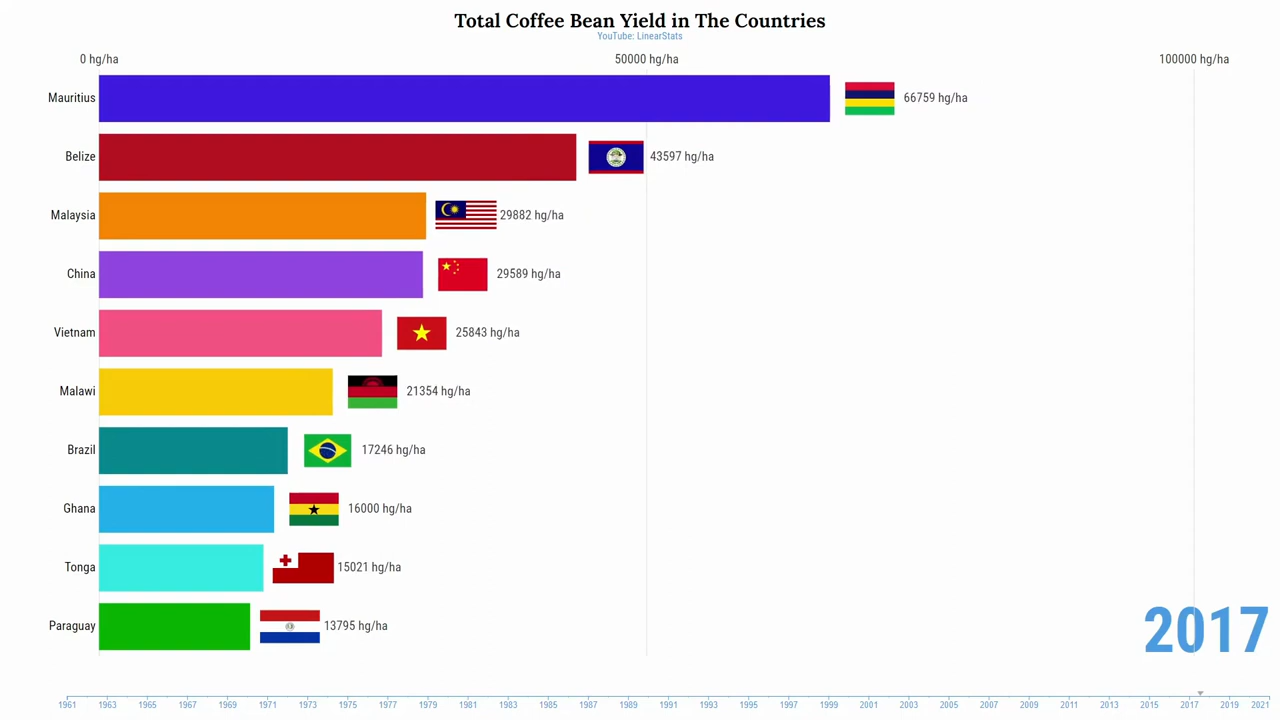 Total Coffee Bean Yield in The Countries
YouTube: LinearStats
0 hg/ha 50000 hg/ha 100000 hg/ha
Mauritius 66759 hg/ha
Belize 43597 hg/ha
Malaysia 29882 hg/ha
China 29589 hg/ha
Vietnam 25843 hg/ha
Malawi 21354 hg/ha
Brazil 17246 hg/ha
Ghana 16000 hg/ha
Tonga 15021 hg/ha
Paraguay 13795 hg/ha
2017
1961 1963 1965 1967 1969 1971 1973 1975 1977 1979 1981 1983 1985 1987 1989 1991 1993 1995 1997 1999 2001 2003 2005 2007 2009 2011 2013 2015 2017 2019 2021